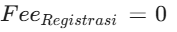 Fee_{Registrasi} = 0